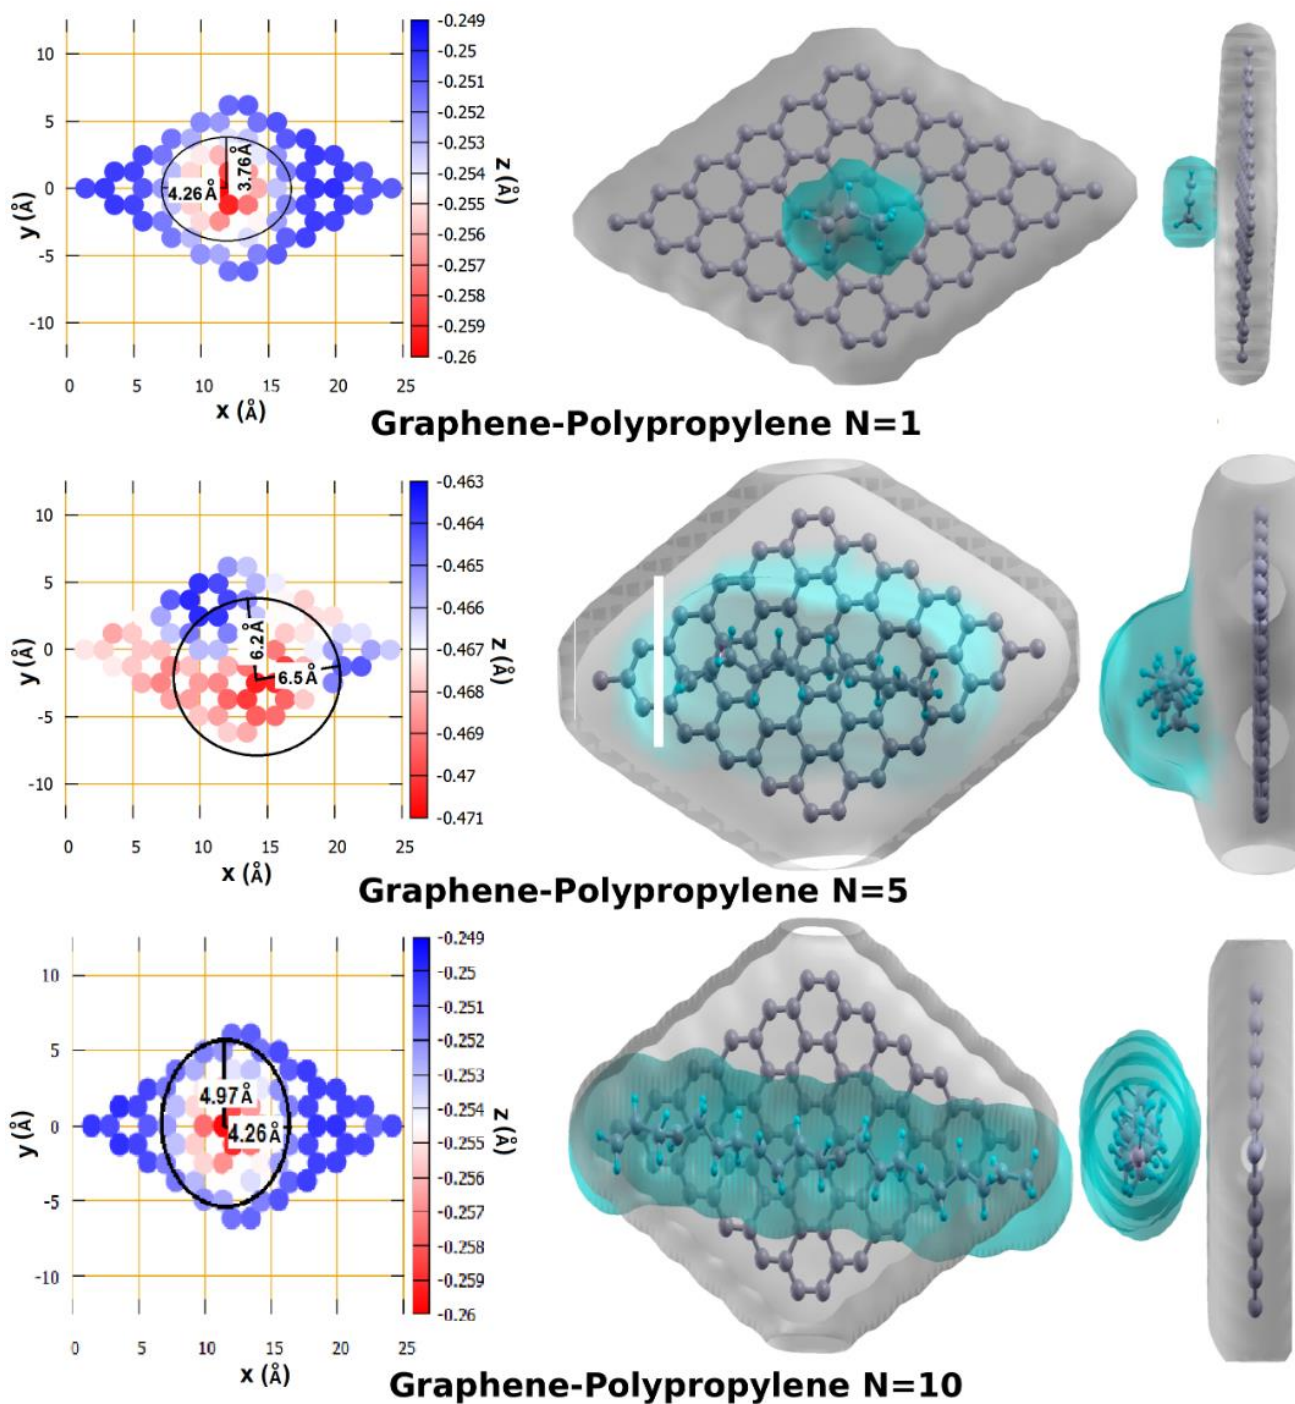 10
5
0
-5
-10
y (Å)
4.26 Å
3.76Å
0 5 10 15 20 25
x (Å)
-0.249
-0.25
-0.251
-0.252
-0.253
-0.254
-0.255
-0.256
-0.257
-0.258
-0.259
-0.26
z (Å)
Graphene-Polypropylene N=1
10
5
0
-5
-10
y (Å)
6.2Å
6.5Å
0 5 10 15 20 25
x (Å)
-0.463
-0.464
-0.465
-0.466
-0.467
-0.468
-0.469
-0.47
-0.471
z (Å)
Graphene-Polypropylene N=5
10
5
0
-5
-10
y (Å)
4.97Å
4.26Å
0 5 10 15 20 25
x (Å)
-0.249
-0.25
-0.251
-0.252
-0.253
-0.254
-0.255
-0.256
-0.257
-0.258
-0.259
-0.26
z (Å)
Graphene-Polypropylene N=10